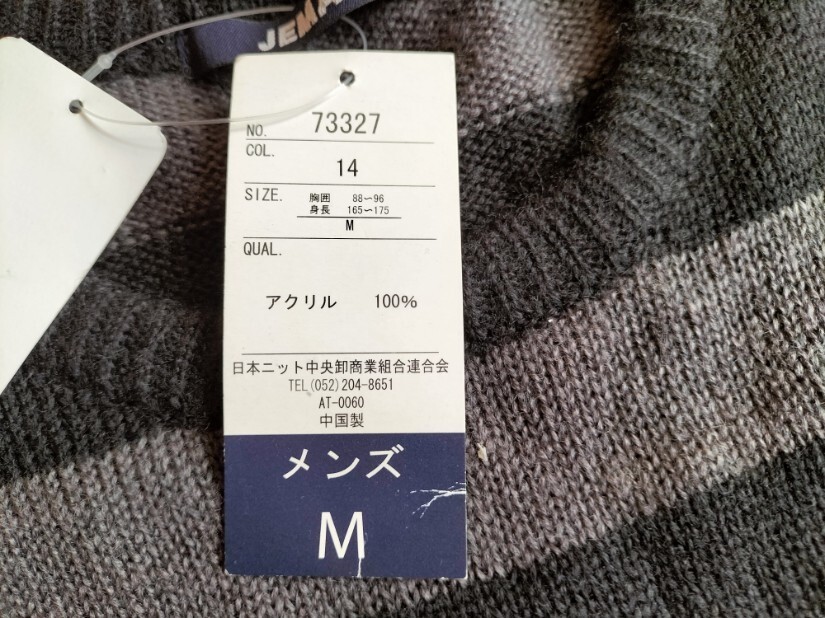 NO. 73327
COL. 14
SIZE. 胸囲 88〜96
身長 165〜175
M
QUAL.
アクリル 100%
日本ニット中央卸商業組合連合会
TEL(052)204-8651
AT-0060
中国製
メンズ
M